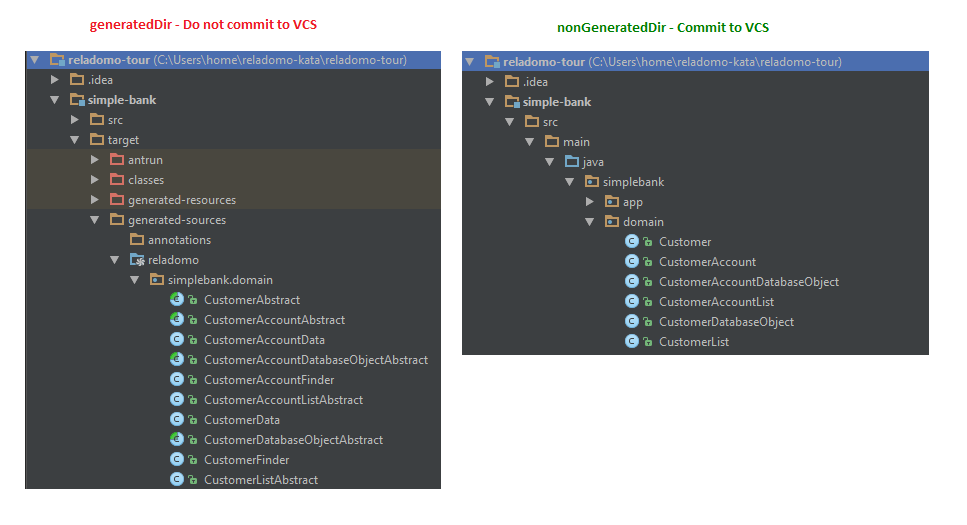 generatedDir - Do not commit to VCS
reladomo-tour (C:\Users\home\reladomo-kata\reladomo-tour)
.idea
simple-bank
src
target
antrun
classes
generated-resources
generated-sources
annotations
reladomo
simplebank.domain
CustomerAbstract
CustomerAccountAbstract
CustomerAccountData
CustomerAccountDatabaseObjectAbstract
CustomerAccountFinder
CustomerAccountListAbstract
CustomerData
CustomerDatabaseObjectAbstract
CustomerFinder
CustomerListAbstract
nonGeneratedDir - Commit to VCS
reladomo-tour (C:\Users\home\reladomo-kata\reladomo-tour)
.idea
simple-bank
src
main
java
simplebank
app
domain
Customer
CustomerAccount
CustomerAccountDatabaseObject
CustomerAccountList
CustomerDatabaseObject
CustomerList